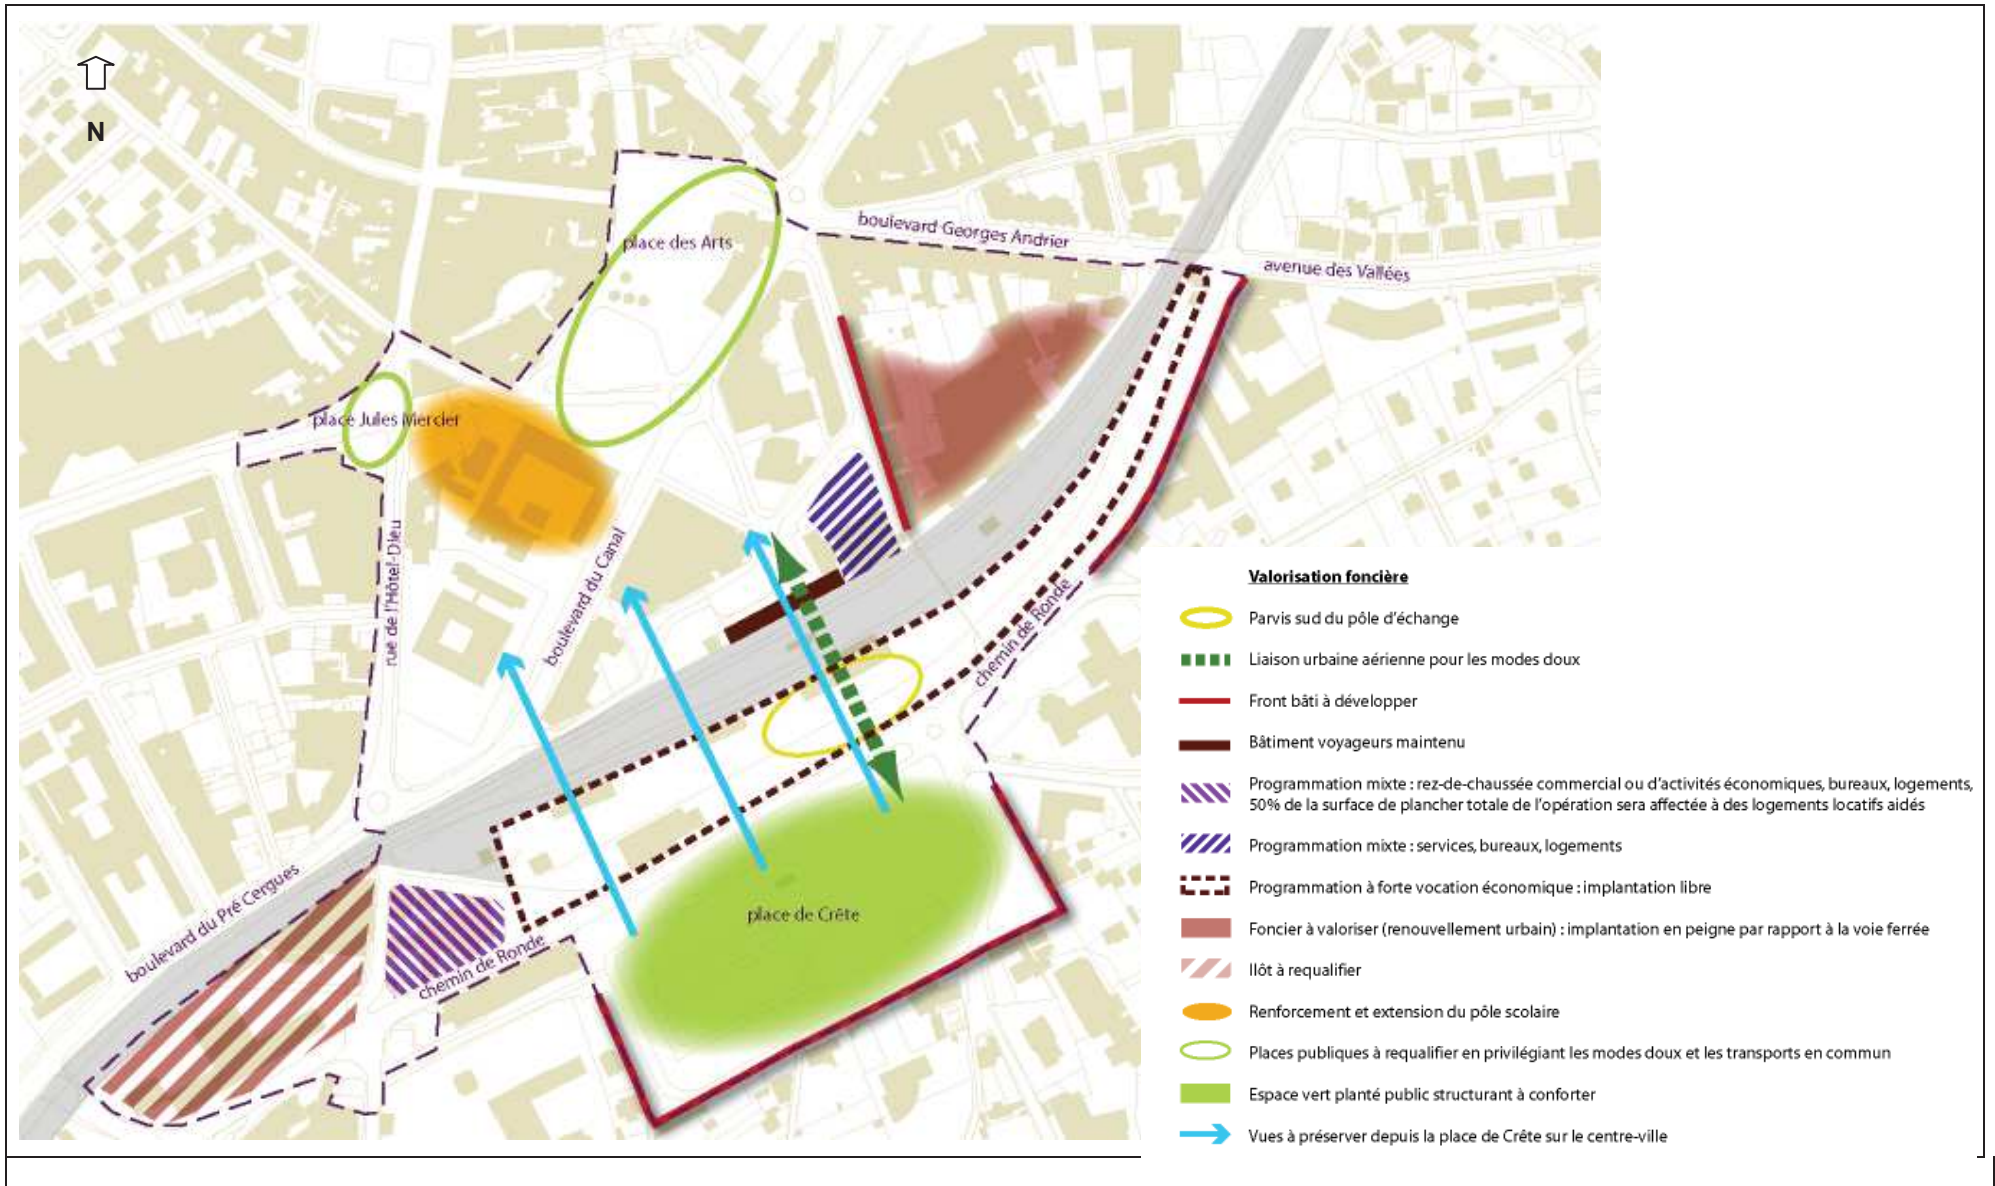 N
place des Arts
boulevard Georges Andrier
avenue des Vallées
place Jules Mercier
rue de l'Hôtel-Dieu
boulevard du Canal
chemin de Ronde
boulevard du Pré Cergues
chemin de Ronde
place de Crête
Valorisation foncière
Parvis sud du pôle d'échange
Liaison urbaine aérienne pour les modes doux
Front bâti à développer
Bâtiment voyageurs maintenu
Programmation mixte : rez-de-chaussée commercial ou d'activités économiques, bureaux, logements,
50% de la surface de plancher totale de l'opération sera affectée à des logements locatifs aidés
Programmation mixte : services, bureaux, logements
Programmation à forte vocation économique : implantation libre
Foncier à valoriser (renouvellement urbain) : implantation en peigne par rapport à la voie ferrée
Ilôt à requalifier
Renforcement et extension du pôle scolaire
Places publiques à requalifier en privilégiant les modes doux et les transports en commun
Espace vert planté public structurant à conforter
Vues à préserver depuis la place de Crête sur le centre-ville